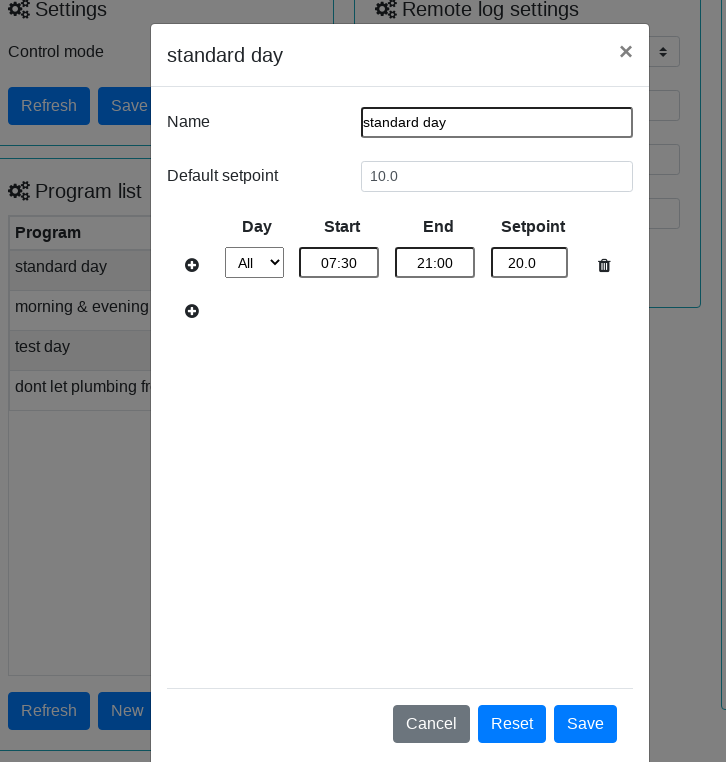 Settings
Remote log settings
Control mode
Refresh
Save
Program list
Program
standard day
morning & evening
test day
dont let plumbing fr
Refresh
New
standard day
×
Name
standard day
Default setpoint
10.0
Day Start End Setpoint
All 07:30 21:00 20.0
Cancel Reset Save